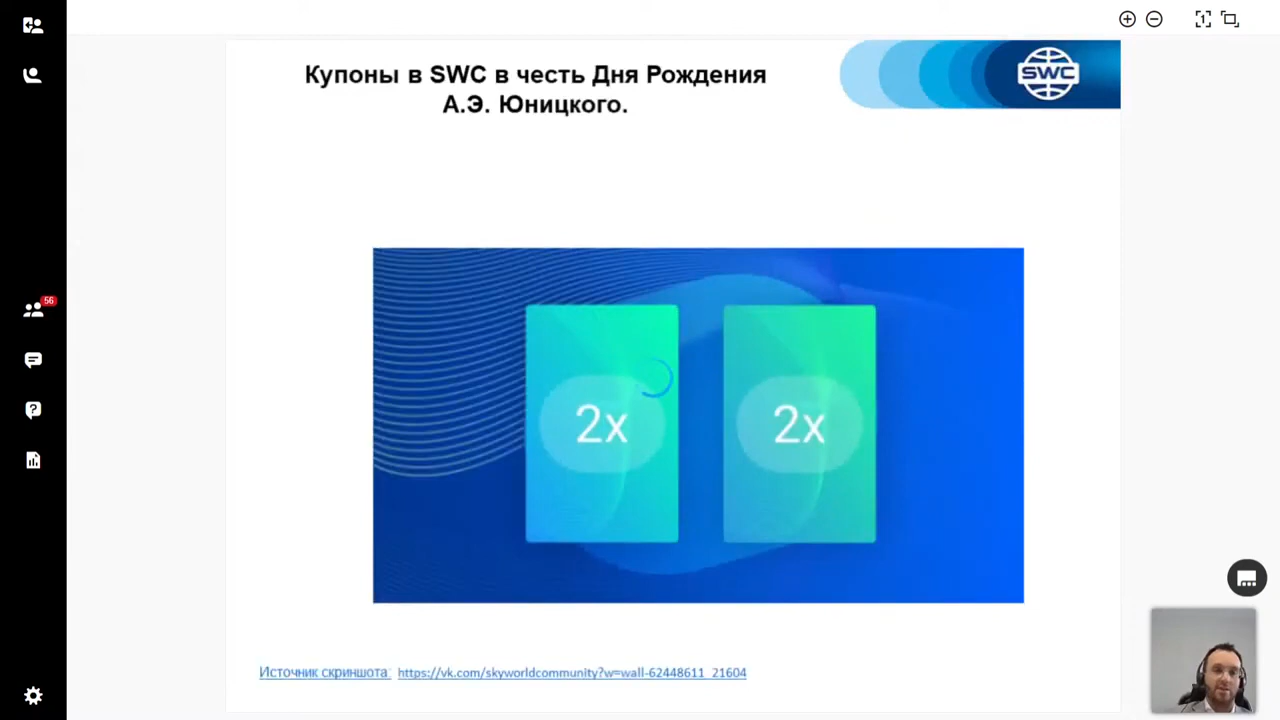 Купоны в SWC в честь Дня Рождения
А.Э. Юницкого.
SWC
56
2x
2x
Источник скриншота: https://vk.com/skyworldcommunity?w=wall-62448611_21604